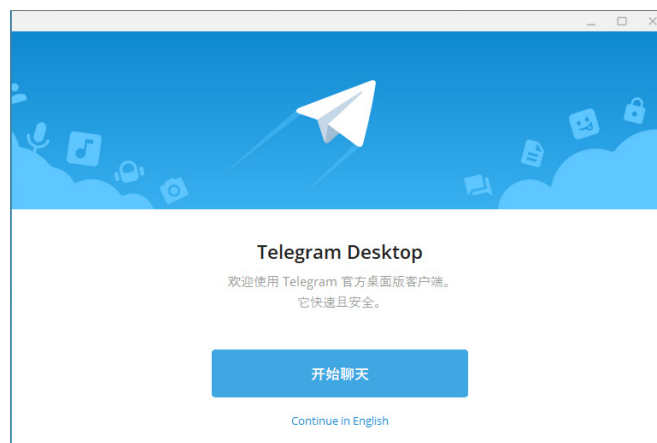 Telegram Desktop
欢迎使用 Telegram 官方桌面版客户端。
它快速且安全。
开始聊天
Continue in English